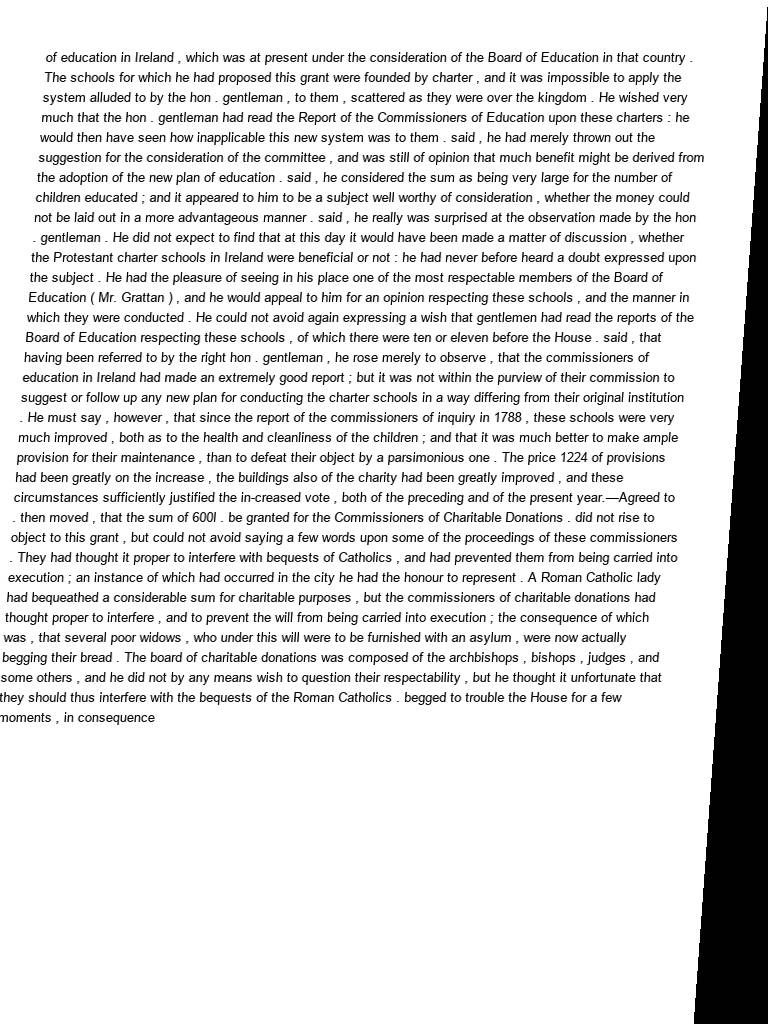 of education in Ireland , which was at present under the consideration of the Board of Education in that country .
The schools for which he had proposed this grant were founded by charter , and it was impossible to apply the
system alluded to by the hon . gentleman , to them , scattered as they were over the kingdom . He wished very
much that the hon . gentleman had read the Report of the Commissioners of Education upon these charters : he
would then have seen how inapplicable this new system was to them . said , he had merely thrown out the
suggestion for the consideration of the committee , and was still of opinion that much benefit might be derived from
the adoption of the new plan of education . said , he considered the sum as being very large for the number of
children educated ; and it appeared to him to be a subject well worthy of consideration , whether the money could
not be laid out in a more advantageous manner . said , he really was surprised at the observation made by the hon
. gentleman . He did not expect to find that at this day it would have been made a matter of discussion , whether
the Protestant charter schools in Ireland were beneficial or not : he had never before heard a doubt expressed upon
the subject . He had the pleasure of seeing in his place one of the most respectable members of the Board of
Education ( Mr. Grattan ) , and he would appeal to him for an opinion respecting these schools , and the manner in
which they were conducted . He could not avoid again expressing a wish that gentlemen had read the reports of the
Board of Education respecting these schools , of which there were ten or eleven before the House . said , that
having been referred to by the right hon . gentleman , he rose merely to observe , that the commissioners of
education in Ireland had made an extremely good report ; but it was not within the purview of their commission to
suggest or follow up any new plan for conducting the charter schools in a way differing from their original institution
. He must say , however , that since the report of the commissioners of inquiry in 1788 , these schools were very
much improved , both as to the health and cleanliness of the children ; and that it was much better to make ample
provision for their maintenance , than to defeat their object by a parsimonious one . The price 1224 of provisions
had been greatly on the increase , the buildings also of the charity had been greatly improved , and these
circumstances sufficiently justified the in-creased vote , both of the preceding and of the present year.—Agreed to
. then moved , that the sum of 600l . be granted for the Commissioners of Charitable Donations . did not rise to
object to this grant , but could not avoid saying a few words upon some of the proceedings of these commissioners
. They had thought it proper to interfere with bequests of Catholics , and had prevented them from being carried into
execution ; an instance of which had occurred in the city he had the honour to represent . A Roman Catholic lady
had bequeathed a considerable sum for charitable purposes , but the commissioners of charitable donations had
thought proper to interfere , and to prevent the will from being carried into execution ; the consequence of which
was , that several poor widows , who under this will were to be furnished with an asylum , were now actually
begging their bread . The board of charitable donations was composed of the archbishops , bishops , judges , and
some others , and he did not by any means wish to question their respectability , but he thought it unfortunate that
they should thus interfere with the bequests of the Roman Catholics . begged to trouble the House for a few
moments , in consequence